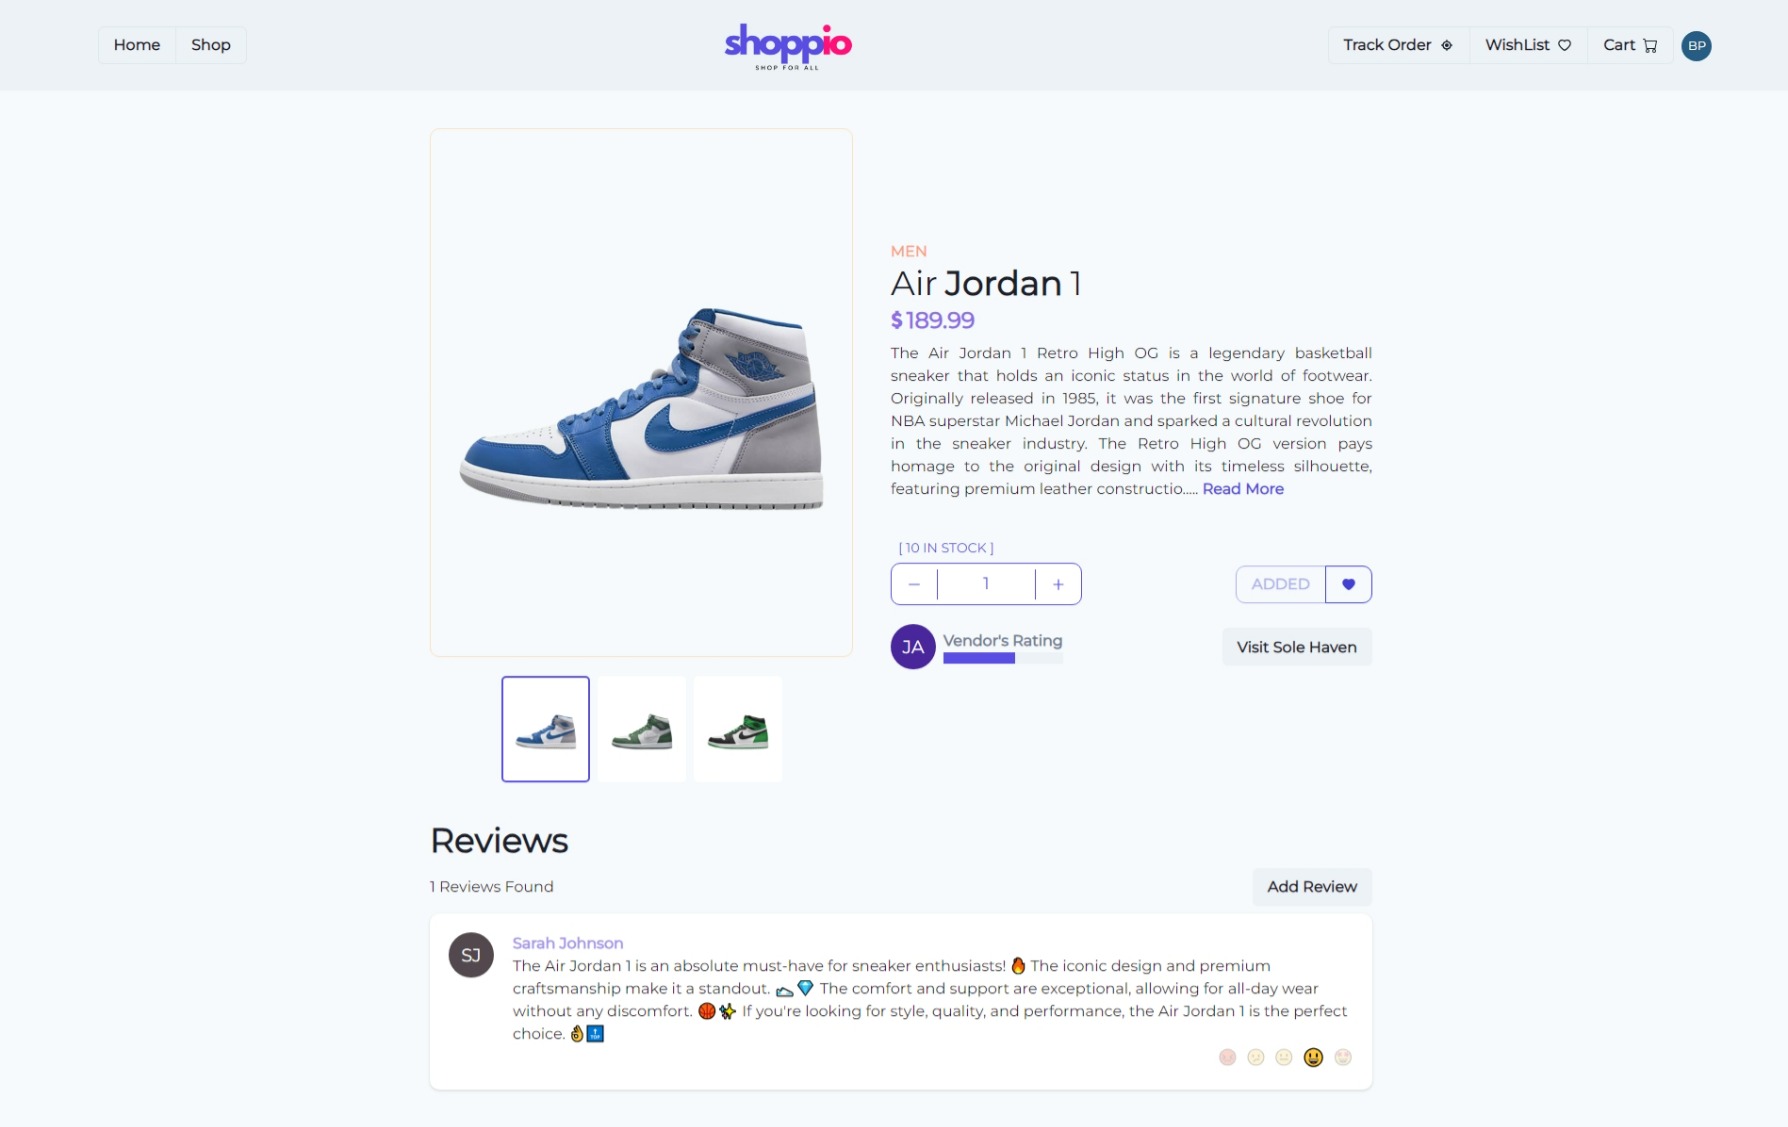 Home
Shop
shoppio
SHOP FOR ALL
Track Order
WishList
Cart
BP
MEN
Air Jordan 1
$189.99
The Air Jordan 1 Retro High OG is a legendary basketball
sneaker that holds an iconic status in the world of footwear.
Originally released in 1985, it was the first signature shoe for
NBA superstar Michael Jordan and sparked a cultural revolution
in the sneaker industry. The Retro High OG version pays
homage to the original design with its timeless silhouette,
featuring premium leather constructio..... Read More
[ 10 IN STOCK ]
1
ADDED
JA
Vendor's Rating
Visit Sole Haven
Reviews
1 Reviews Found
Add Review
SJ
Sarah Johnson
The Air Jordan 1 is an absolute must-have for sneaker enthusiasts! 🔥 The iconic design and premium
craftsmanship make it a standout. 👟💎 The comfort and support are exceptional, allowing for all-day wear
without any discomfort. 🏀✨ If you're looking for style, quality, and performance, the Air Jordan 1 is the perfect
choice. 👌🔝